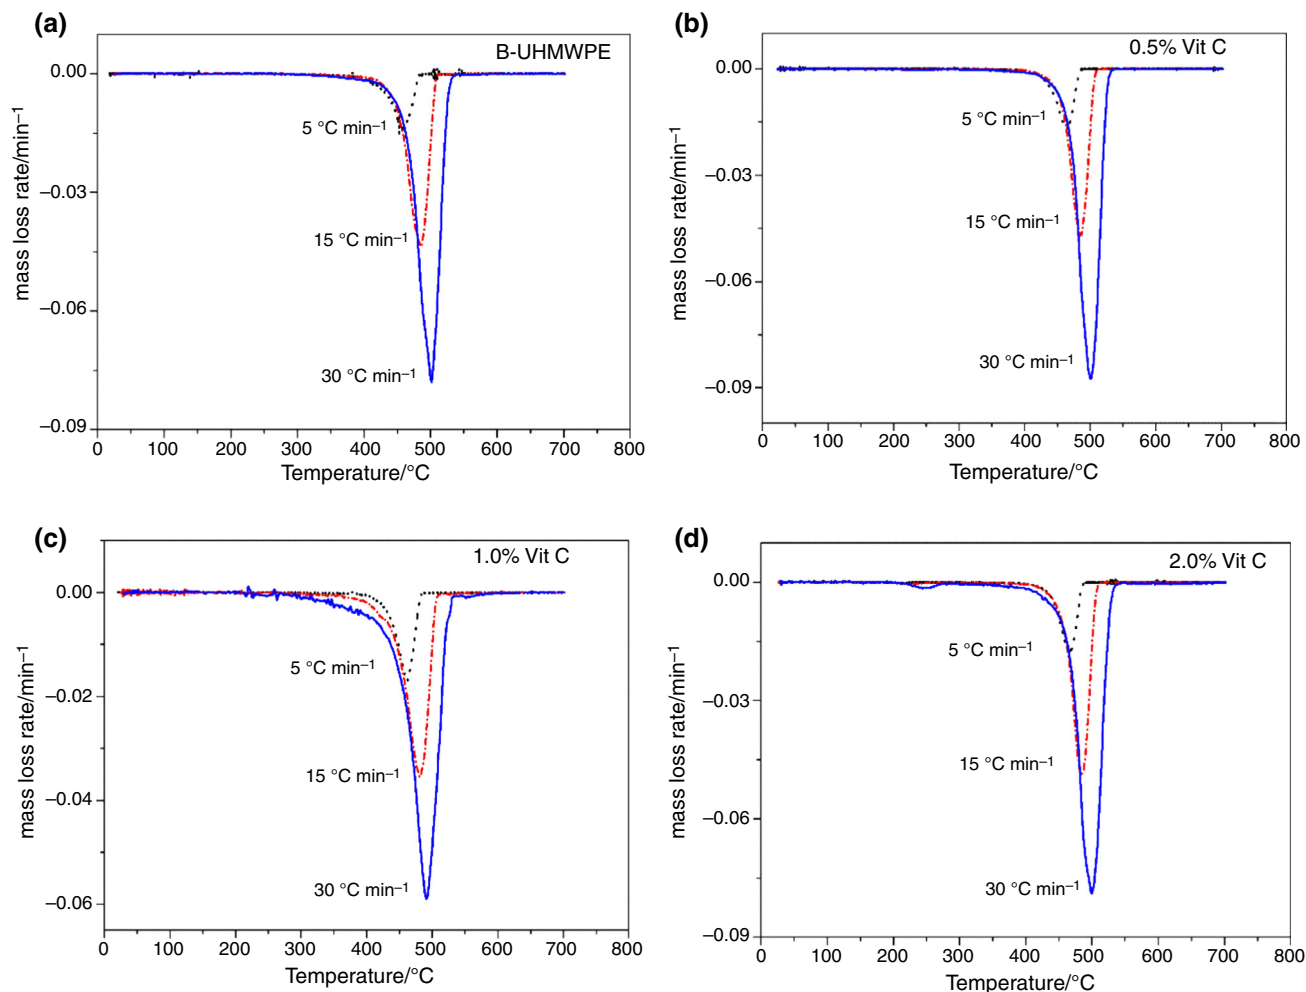 (a)
B-UHMWPE
0.00
−0.03
−0.06
−0.09
mass loss rate/min−1
5 °C min−1
15 °C min−1
30 °C min−1
0 100 200 300 400 500 600 700 800
Temperature/°C
(b)
0.5% Vit C
0.00
−0.03
−0.06
−0.09
mass loss rate/min−1
5 °C min−1
15 °C min−1
30 °C min−1
0 100 200 300 400 500 600 700 800
Temperature/°C
(c)
1.0% Vit C
0.00
−0.02
−0.04
−0.06
mass loss rate/min−1
5 °C min−1
15 °C min−1
30 °C min−1
0 100 200 300 400 500 600 700 800
Temperature/°C
(d)
2.0% Vit C
0.00
−0.03
−0.06
−0.09
mass loss rate/min−1
5 °C min−1
15 °C min−1
30 °C min−1
0 100 200 300 400 500 600 700 800
Temperature/°C